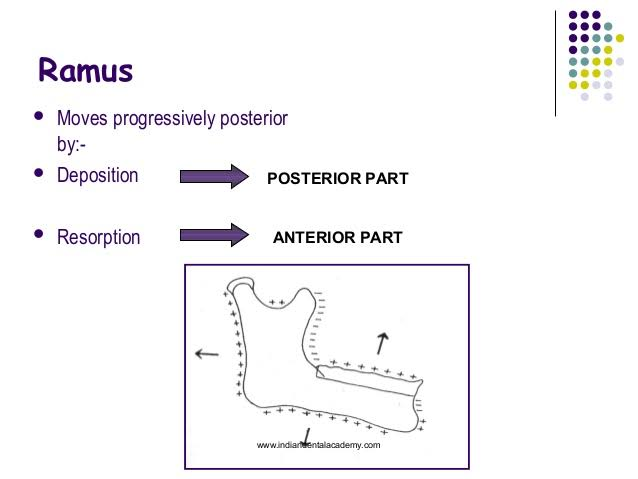 Ramus
Moves progressively posterior
by:-
Deposition
POSTERIOR PART
Resorption
ANTERIOR PART
www.indiandentalacademy.com